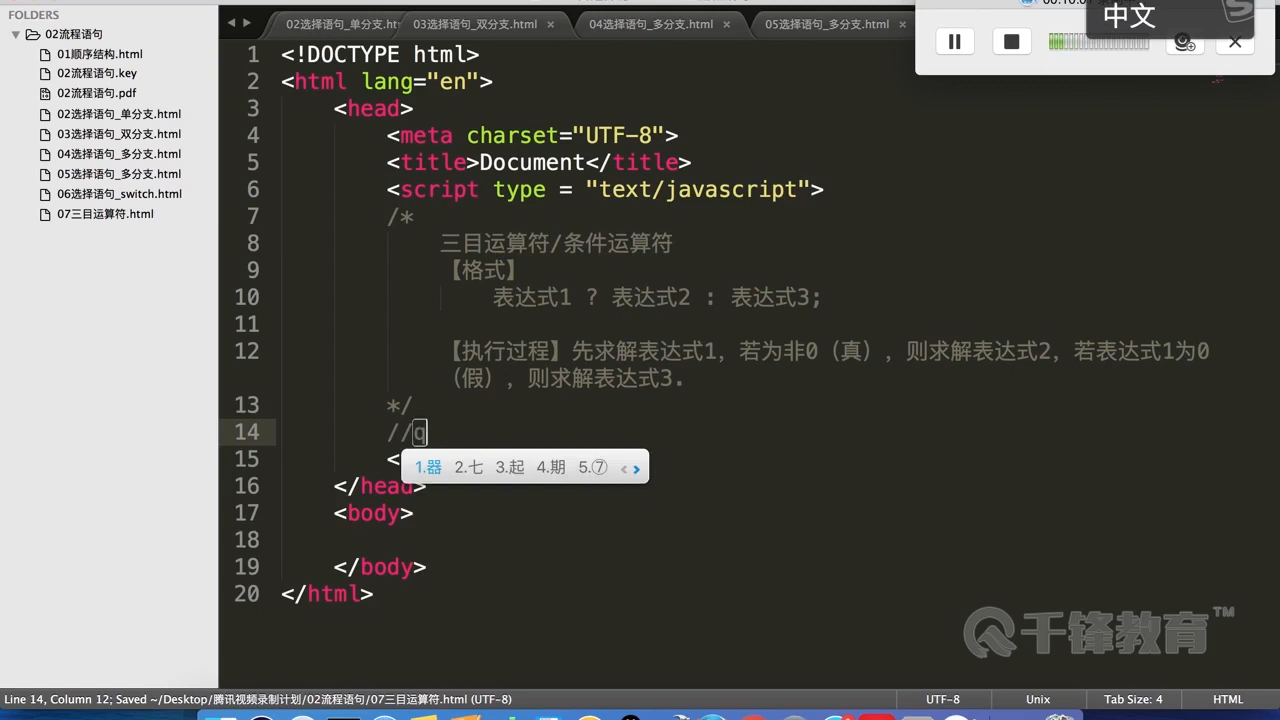 FOLDERS
02流程语句
01顺序结构.html
02流程语句.key
02流程语句.pdf
02选择语句_单分支.html
03选择语句_双分支.html
04选择语句_多分支.html
05选择语句_多分支.html
06选择语句_switch.html
07三目运算符.html
02选择语句_单分支.ht
03选择语句_双分支.html ×
04选择语句_多分支.html ×
05选择语句_多分支.html ×
中文
1 <!DOCTYPE html>
2 <html lang="en">
3 <head>
4 <meta charset="UTF-8">
5 <title>Document</title>
6 <script type = "text/javascript">
7 /*
8 三目运算符/条件运算符
9 【格式】
10 表达式1 ? 表达式2 : 表达式3;
11
12 【执行过程】先求解表达式1，若为非0（真），则求解表达式2，若表达式1为0
（假），则求解表达式3.
13 */
14 //q
15 <
1.器 2.七 3.起 4.期 5.⑦
16 </head>
17 <body>
18
19 </body>
20 </html>
千锋教育™
Line 14, Column 12; Saved ~/Desktop/腾讯视频录制计划/02流程语句/07三目运算符.html (UTF-8)
UTF-8
Unix
Tab Size: 4
HTML